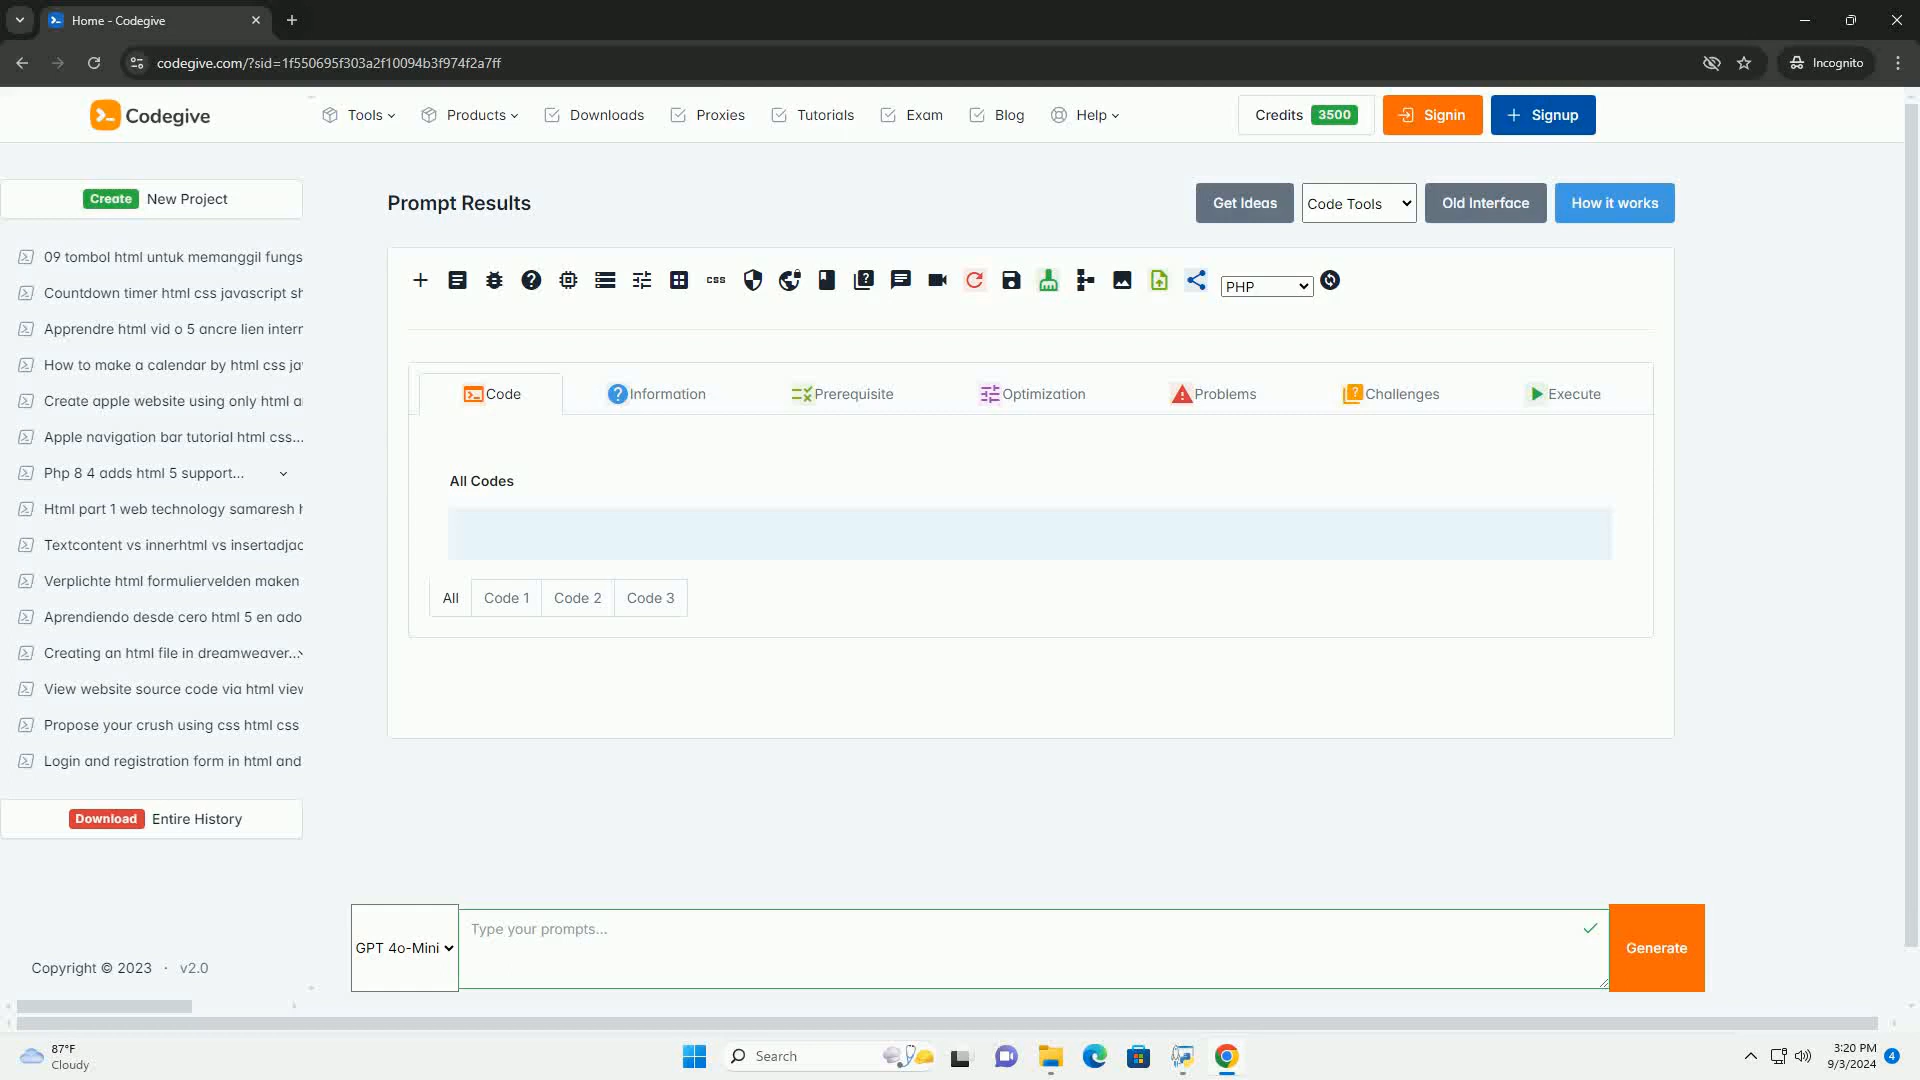 Home - Codegive
codegive.com/?sid=1f550695f303a2f10094b3f974f2a7ff
Incognito
Codegive
Tools
Products
Downloads
Proxies
Tutorials
Exam
Blog
Help
Credits 3500
Signin
Signup
Create New Project
09 tombol html untuk memanggil fungs
Countdown timer html css javascript sh
Apprendre html vid o 5 ancre lien intern
How to make a calendar by html css ja
Create apple website using only html a
Apple navigation bar tutorial html css...
Php 8 4 adds html 5 support...
Html part 1 web technology samaresh
Textcontent vs innerhtml vs insertadjac
Verplichte html formuliervelden maken
Aprendiendo desde cero html 5 en ado
Creating an html file in dreamweaver...
View website source code via html view
Propose your crush using css html css
Login and registration form in html and
Download Entire History
Copyright © 2023 · v2.0
Prompt Results
Get Ideas
Code Tools
Old Interface
How it works
css
PHP
Code
Information
Prerequisite
Optimization
Problems
Challenges
Execute
All Codes
All
Code 1
Code 2
Code 3
GPT 4o-Mini
Type your prompts...
Generate
87°F
Cloudy
Search
3:20 PM
9/3/2024
4